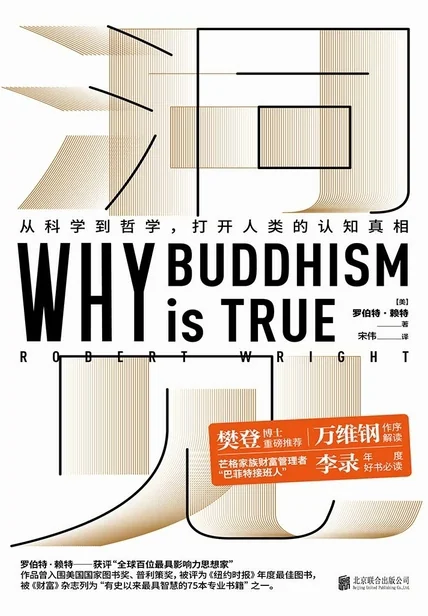 洞见
从科学到哲学，打开人类的认知真相
WHY BUDDHISM
is TRUE
[美]
罗伯特·赖特
著
宋伟 译
ROBERT WRIGHT
樊登 博士 重磅推荐
万维钢 作序 解读
芒格家族财富管理者
“巴菲特接班人”
李录 年度 好书必读
罗伯特·赖特——获评“全球百位最具影响力思想家”
作品曾入围美国国家图书奖、普利策奖，被评为《纽约时报》年度最佳图书，
被《财富》杂志列为“有史以来最具智慧的75本专业书籍”之一。
北京联合出版公司
Beijing United Publishing Co.,Ltd.